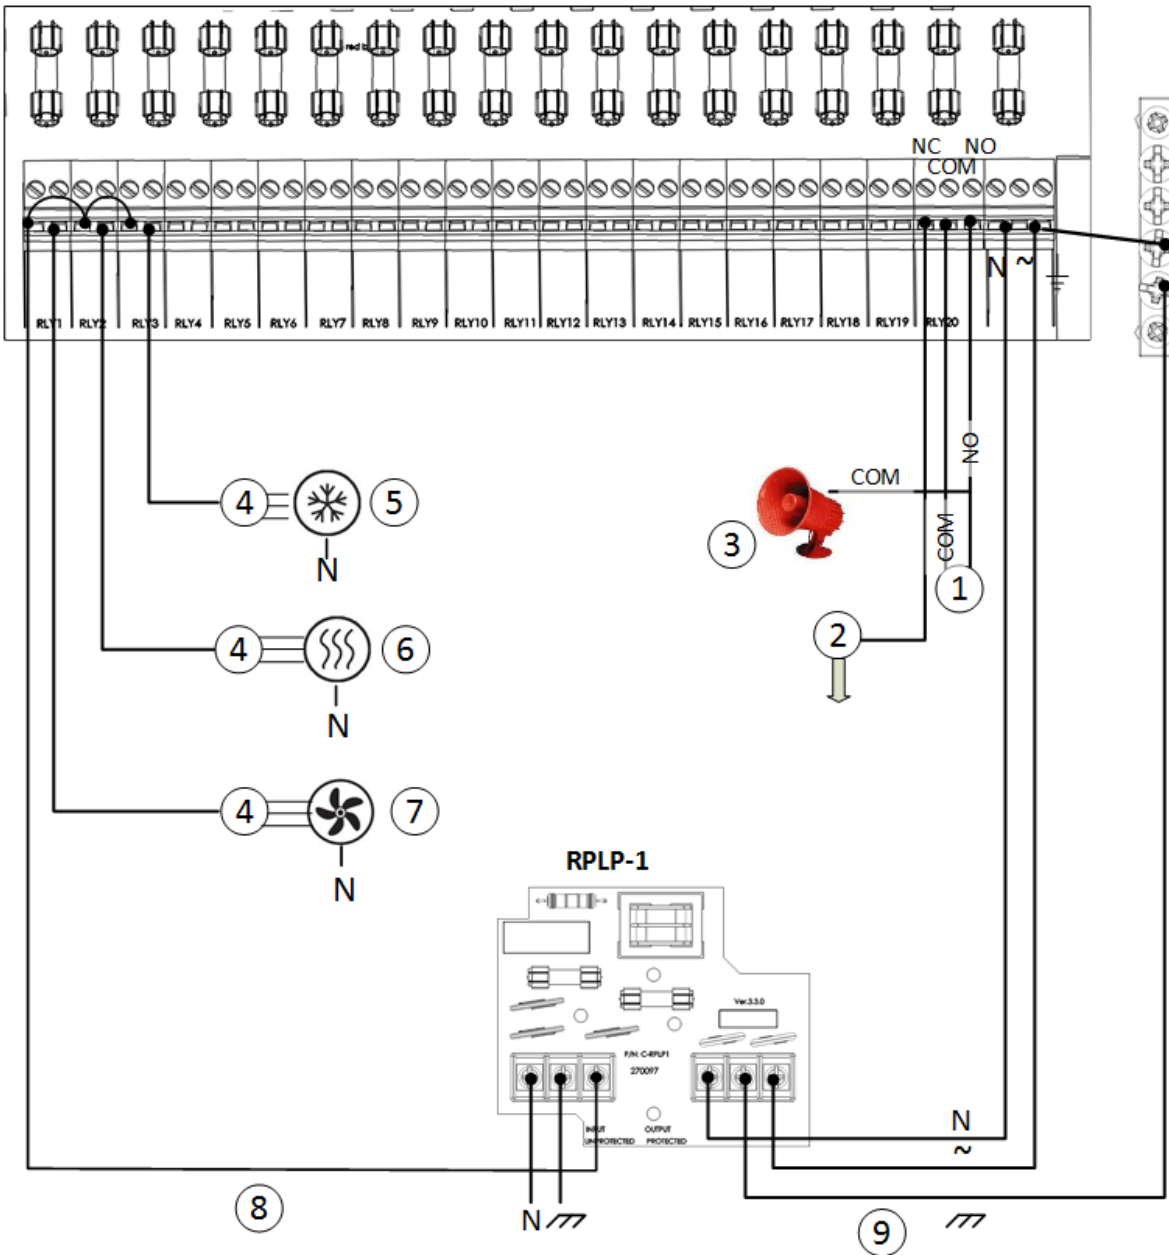 red b
NC NO
COM
N ~
RLY1 RLY2 RLY3 RLY4 RLY5 RLY6 RLY7 RLY8 RLY9 RLY10 RLY11 RLY12 RLY13 RLY14 RLY15 RLY16 RLY17 RLY18 RLY19 RLY20
NO
COM
COM
4 5
N
3
1
2
4 6
N
4 7
N
RPLP-1
Ver.3.3.0
P/N: C-RPLP1
270097
INPUT OUTPUT
UNPROTECTED PROTECTED
N
~
8
N
9